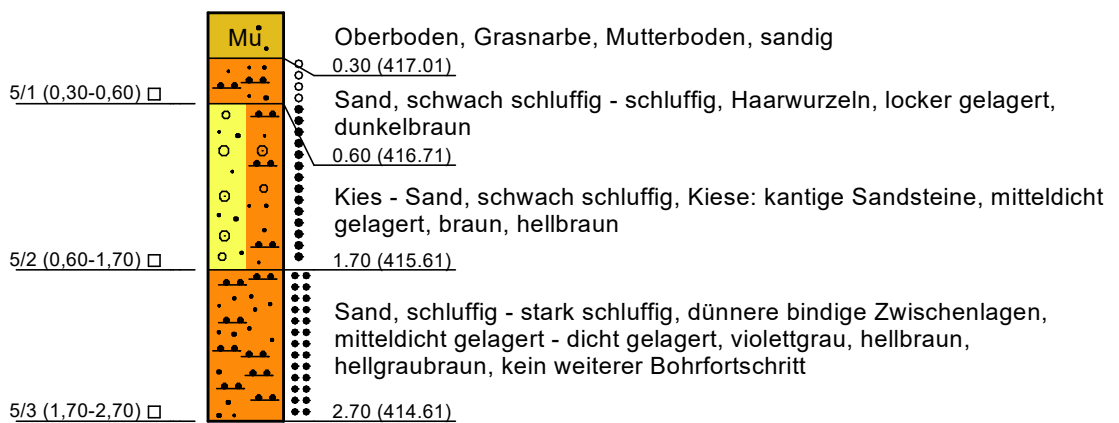 Mu
Oberboden, Grasnarbe, Mutterboden, sandig
0.30 (417.01)
5/1 (0,30-0,60)
Sand, schwach schluffig - schluffig, Haarwurzeln, locker gelagert,
dunkelbraun
0.60 (416.71)
Kies - Sand, schwach schluffig, Kiese: kantige Sandsteine, mitteldicht
gelagert, braun, hellbraun
5/2 (0,60-1,70)
1.70 (415.61)
Sand, schluffig - stark schluffig, dünnere bindige Zwischenlagen,
mitteldicht gelagert - dicht gelagert, violettgrau, hellbraun,
hellgraubraun, kein weiterer Bohrfortschritt
5/3 (1,70-2,70)
2.70 (414.61)